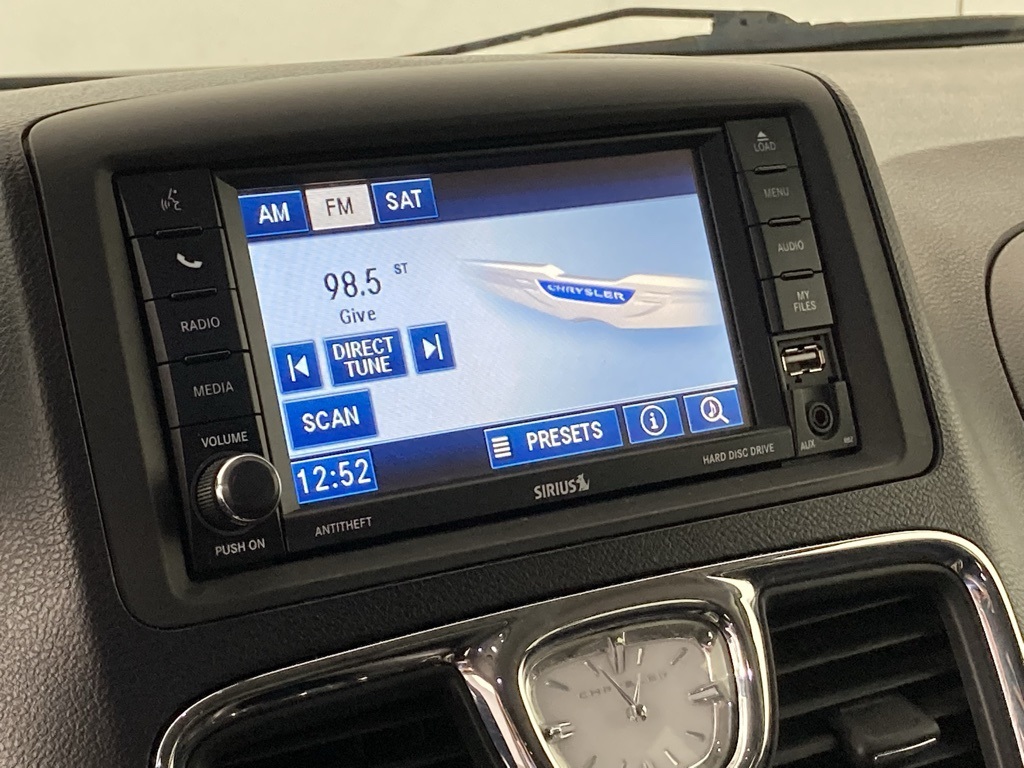 AM
FM
SAT
98.5 ST
Give
DIRECT
TUNE
SCAN
PRESETS
12:52
CHRYSLER
RADIO
MEDIA
VOLUME
PUSH ON
ANTITHEFT
SIRIUS
HARD DISC DRIVE
LOAD
MENU
AUDIO
MY
FILES
AUX
CHRYSLER